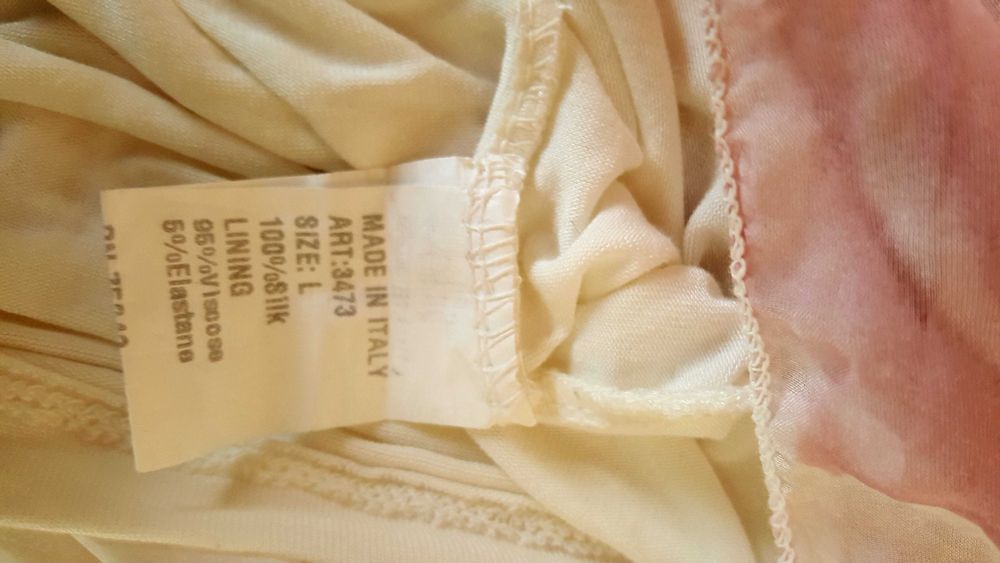 MADE IN ITALY
ART:3473
SIZE: L
100%Silk
LINING
95%Viscose
5%Elastane